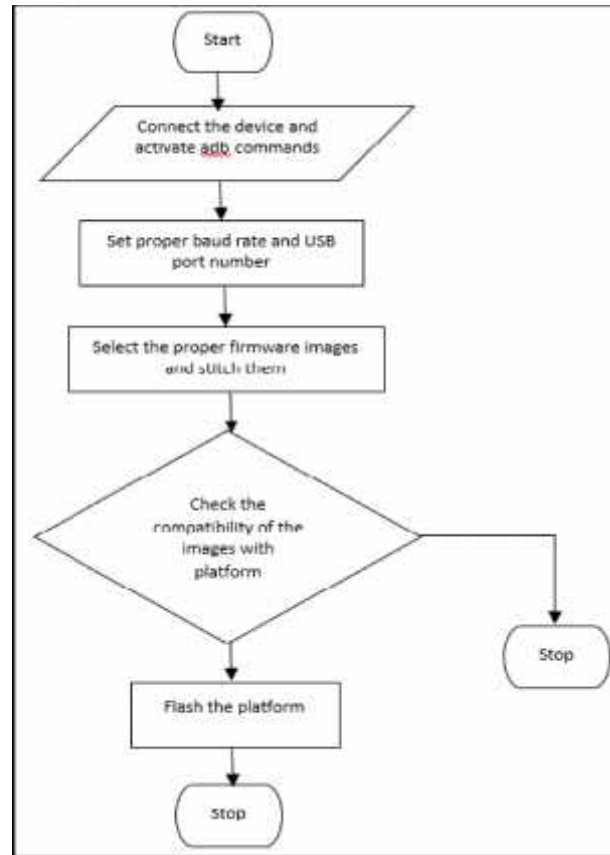 Start
Connect the device and
activate adb commands
Set proper baud rate and USB
port number
Select the proper firmware images
and stitch them
Check the
compatibility of the
images with
platform
Stop
Flash the platform
Stop